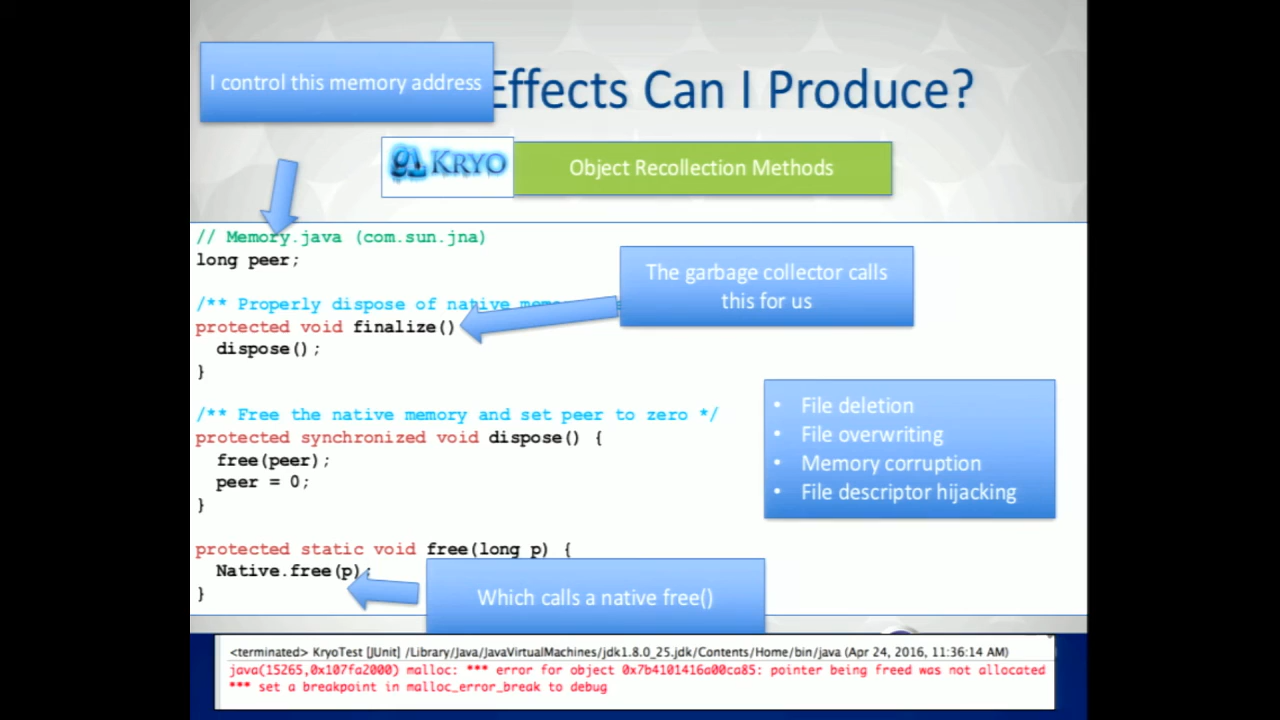 I control this memory address
Effects Can I Produce?
KRYO
Object Recollection Methods
// Memory.java (com.sun.jna)
long peer;
The garbage collector calls
this for us
/** Properly dispose of native
protected void finalize()
dispose();
}
/** Free the native memory and set peer to zero */
protected synchronized void dispose() {
free(peer);
peer = 0;
}
• File deletion
• File overwriting
• Memory corruption
• File descriptor hijacking
protected static void free(long p) {
Native.free(p);
}
Which calls a native free()
<terminated> KryoTest [JUnit] /Library/Java/JavaVirtualMachines/jdk1.8.0_25.jdk/Contents/Home/bin/java (Apr 24, 2016, 11:36:14 AM)
java(15265,0x107fa2000) malloc: *** error for object 0x7b4101416a00ca85: pointer being freed was not allocated
*** set a breakpoint in malloc_error_break to debug